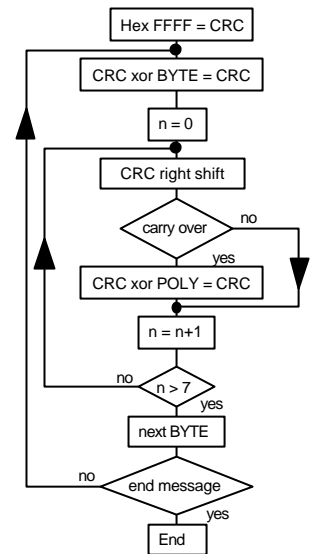 Hex FFFF = CRC
CRC xor BYTE = CRC
n = 0
CRC right shift
carry over
no
yes
CRC xor POLY = CRC
n = n+1
no
n > 7
yes
next BYTE
no
end message
yes
End